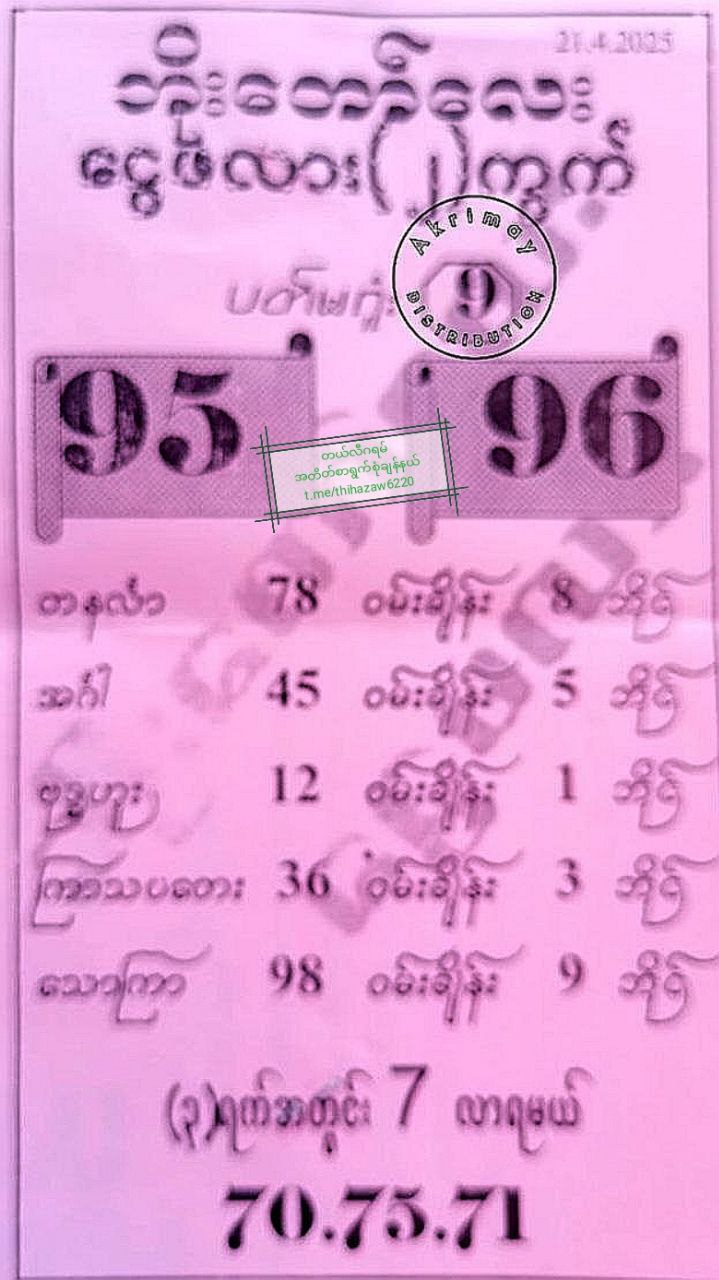 21.4.2025
ဘိုးတော်လေး
ငွေဖလား(၂)ကွက်
ပတ်မကြီး 9
Akrimay
DISTRIBUTION
95 96
တယ်လီဂရမ်
အတိတ်စာရွက်စုံချန်နယ်
t.me/thihazaw6220
တနင်္လာ 78 ဝမ်းချိန်း 8 ဘိုင်
အင်္ဂါ 45 ဝမ်းချိန်း 5 ဘိုင်
ဗုဒ္ဓဟူး 12 ဝမ်းချိန်း 1 ဘိုင်
ကြာသပတေး 36 ဝမ်းချိန်း 3 ဘိုင်
သောကြာ 98 ဝမ်းချိန်း 9 ဘိုင်
(၃)ရက်အတွင်း 7 လာရမယ်
70.75.71